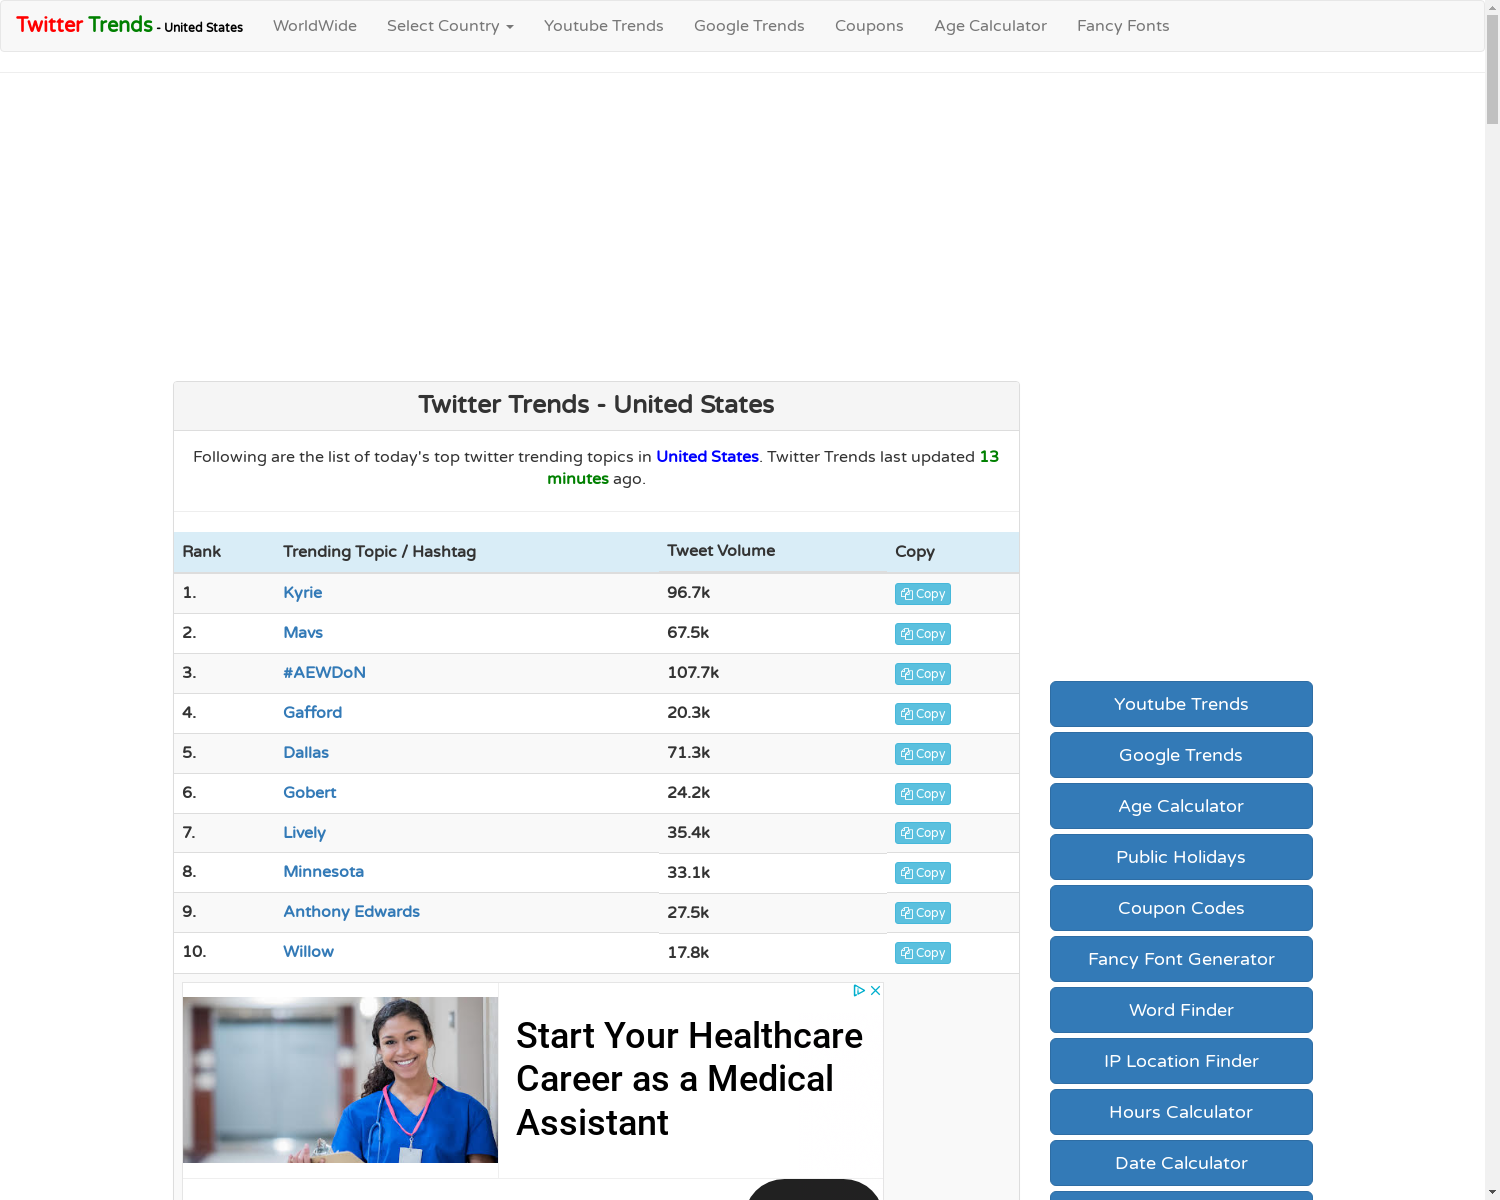 Twitter Trends - United States
WorldWide
Select Country
Youtube Trends
Google Trends
Coupons
Age Calculator
Fancy Fonts
Twitter Trends - United States
Following are the list of today's top twitter trending topics in United States. Twitter Trends last updated 13
minutes ago.
Rank Trending Topic / Hashtag Tweet Volume Copy
1. Kyrie 96.7k Copy
2. Mavs 67.5k Copy
3. #AEWDoN 107.7k Copy
4. Gafford 20.3k Copy
5. Dallas 71.3k Copy
6. Gobert 24.2k Copy
7. Lively 35.4k Copy
8. Minnesota 33.1k Copy
9. Anthony Edwards 27.5k Copy
10. Willow 17.8k Copy
Start Your Healthcare
Career as a Medical
Assistant
Youtube Trends
Google Trends
Age Calculator
Public Holidays
Coupon Codes
Fancy Font Generator
Word Finder
IP Location Finder
Hours Calculator
Date Calculator